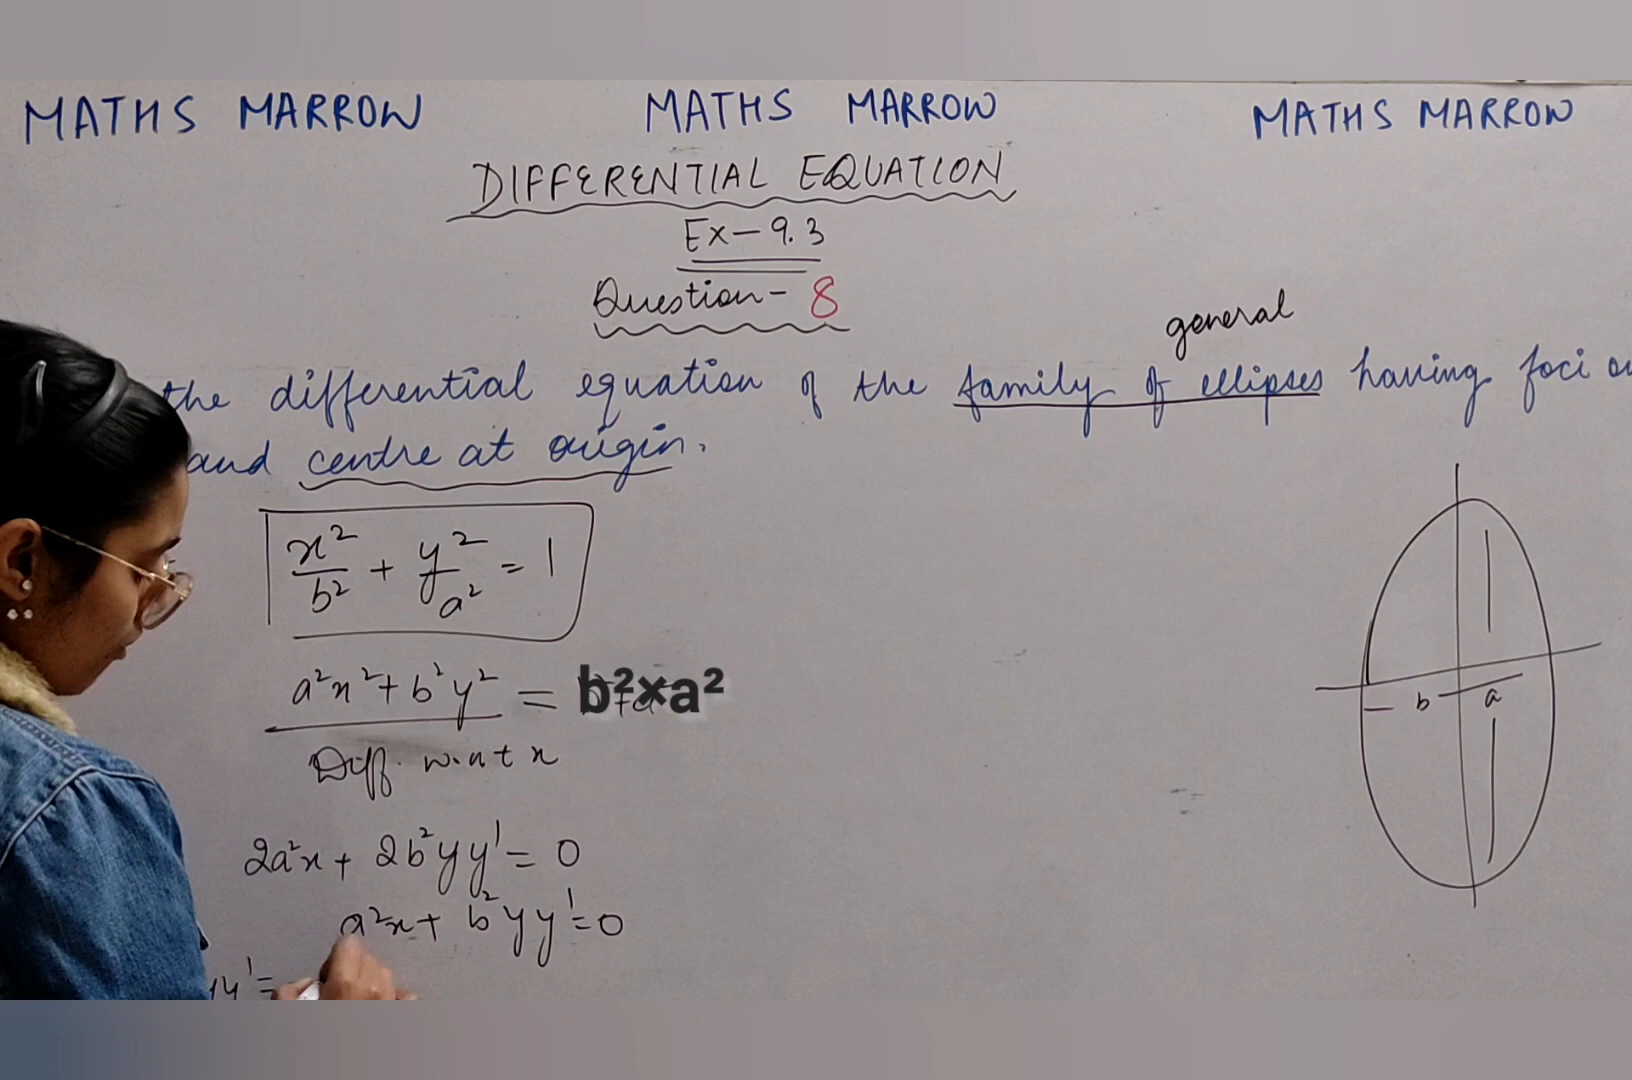 MATHS MARROW MATHS MARROW MATHS MARROW
DIFFERENTIAL EQUATION
Ex-9.3
Question- 8
general
the differential equation of the family of ellipses having foci on
and centre at origin.
x²/b² + y²/a² = 1
a²x² + b²y² = b²×a²
Diff. w.r.t x
2a²x + 2b²yy' = 0
a²x + b²yy' = 0
yy' =
b a